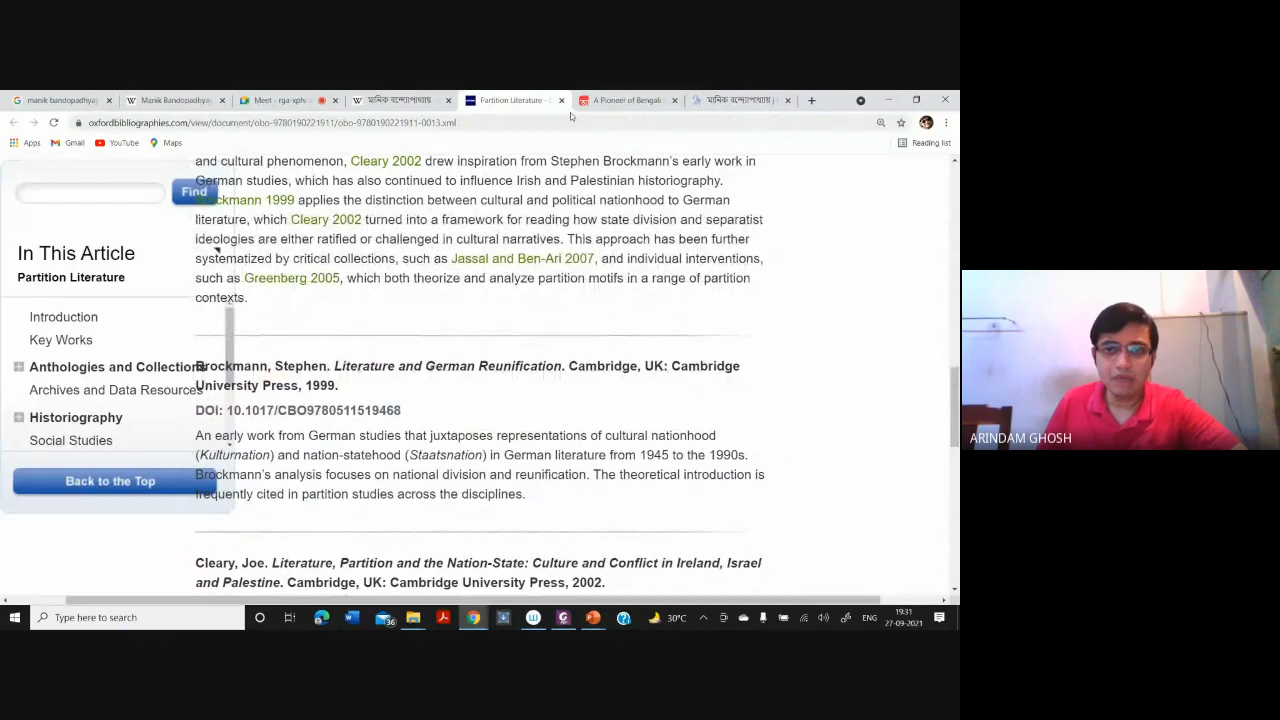 manik bandopadhyay
Manik Bandopadhyay
Meet
rga-xpfv
মানিক বন্দ্যোপাধ্যায়
Partition Literature -
A Pioneer of Bengali
মানিক বন্দ্যোপাধ্যায় |
oxfordbibliographies.com/view/document/obo-9780190221911/obo-9780190221911-0013.xml
Apps
Gmail
YouTube
Maps
Reading list
Find
In This Article
Partition Literature
Introduction
Key Works
Anthologies and Collections
Archives and Data Resources
Historiography
Social Studies
Back to the Top
and cultural phenomenon, Cleary 2002 drew inspiration from Stephen Brockmann's early work in
German studies, which has also continued to influence Irish and Palestinian historiography.
Brockmann 1999 applies the distinction between cultural and political nationhood to German
literature, which Cleary 2002 turned into a framework for reading how state division and separatist
ideologies are either ratified or challenged in cultural narratives. This approach has been further
systematized by critical collections, such as Jassal and Ben-Ari 2007, and individual interventions,
such as Greenberg 2005, which both theorize and analyze partition motifs in a range of partition
contexts.
Brockmann, Stephen. Literature and German Reunification. Cambridge, UK: Cambridge
University Press, 1999.
DOI: 10.1017/CBO9780511519468
An early work from German studies that juxtaposes representations of cultural nationhood
(Kulturnation) and nation-statehood (Staatsnation) in German literature from 1945 to the 1990s.
Brockmann's analysis focuses on national division and reunification. The theoretical introduction is
frequently cited in partition studies across the disciplines.
Cleary, Joe. Literature, Partition and the Nation-State: Culture and Conflict in Ireland, Israel
and Palestine. Cambridge, UK: Cambridge University Press, 2002.
ARINDAM GHOSH
Type here to search
36
30°C
ENG
19:31
27-09-2021